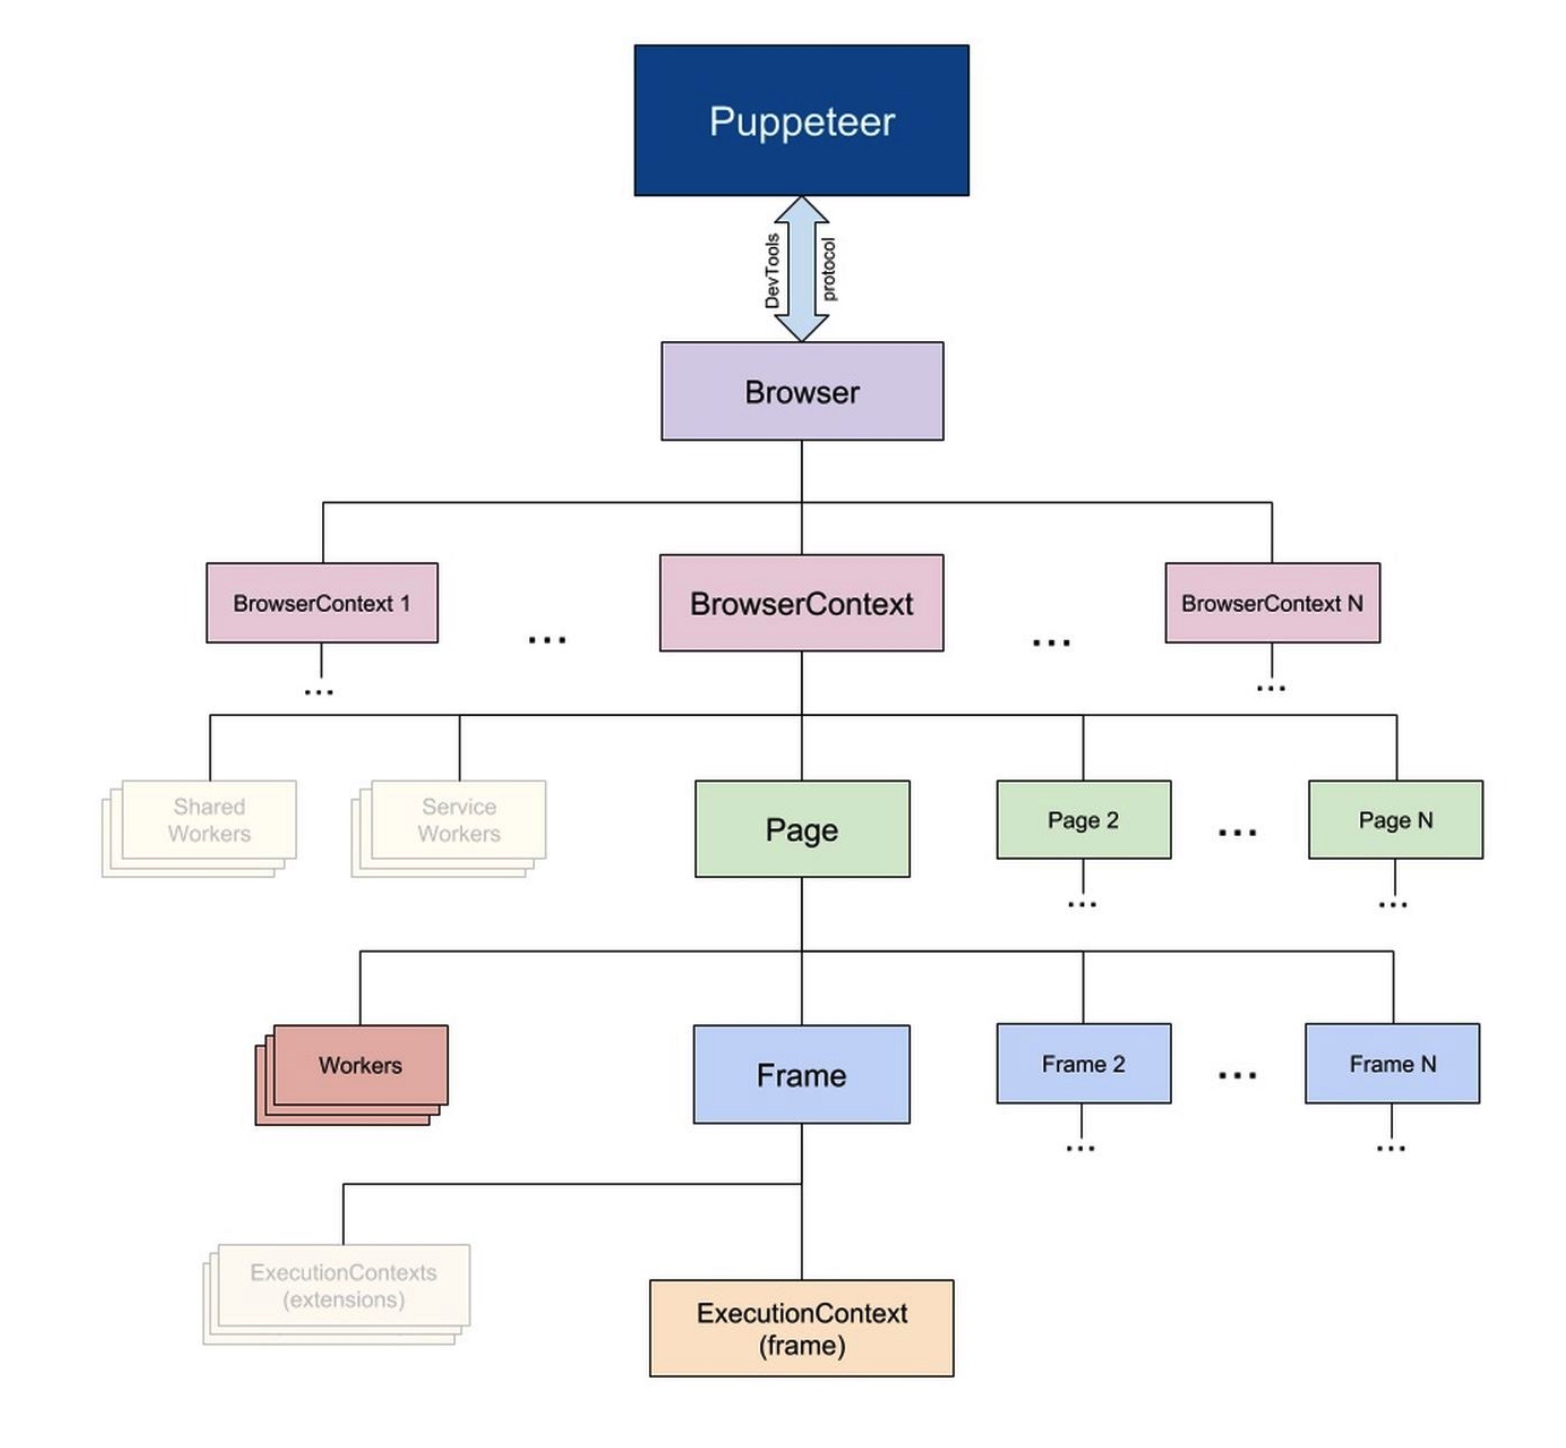 Puppeteer
DevTools
protocol
Browser
BrowserContext 1
...
BrowserContext
...
BrowserContext N
...
...
Shared
Workers
Service
Workers
Page
Page 2
...
Page N
...
...
Workers
Frame
Frame 2
...
Frame N
...
...
ExecutionContexts
(extensions)
ExecutionContext
(frame)